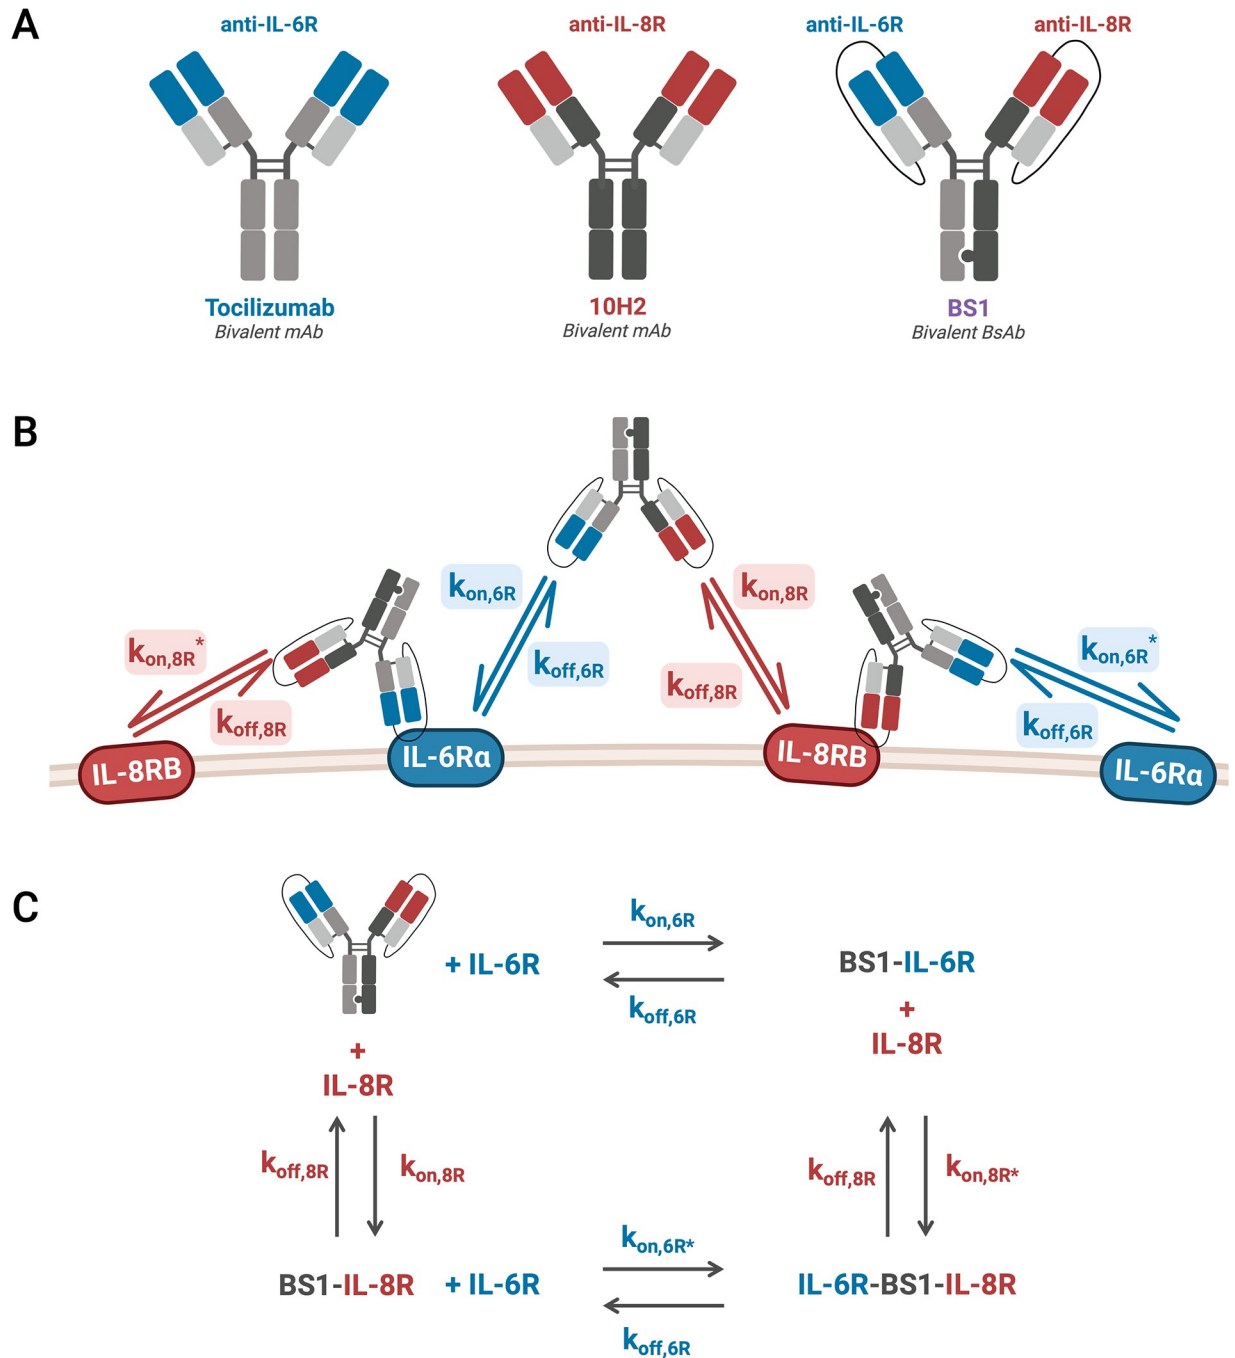 A
anti-IL-6R
anti-IL-8R
anti-IL-6R
anti-IL-8R
Tocilizumab
Bivalent mAb
10H2
Bivalent mAb
BS1
Bivalent BsAb
B
kon,6R
kon,8R
kon,8R*
koff,6R
koff,8R
kon,6R*
koff,8R
koff,6R
IL-8RB
IL-6Rα
IL-8RB
IL-6Rα
C
+ IL-6R
kon,6R
koff,6R
BS1-IL-6R
+
IL-8R
+
IL-8R
koff,8R
kon,8R
koff,8R
kon,8R*
BS1-IL-8R + IL-6R
kon,6R*
koff,6R
IL-6R-BS1-IL-8R